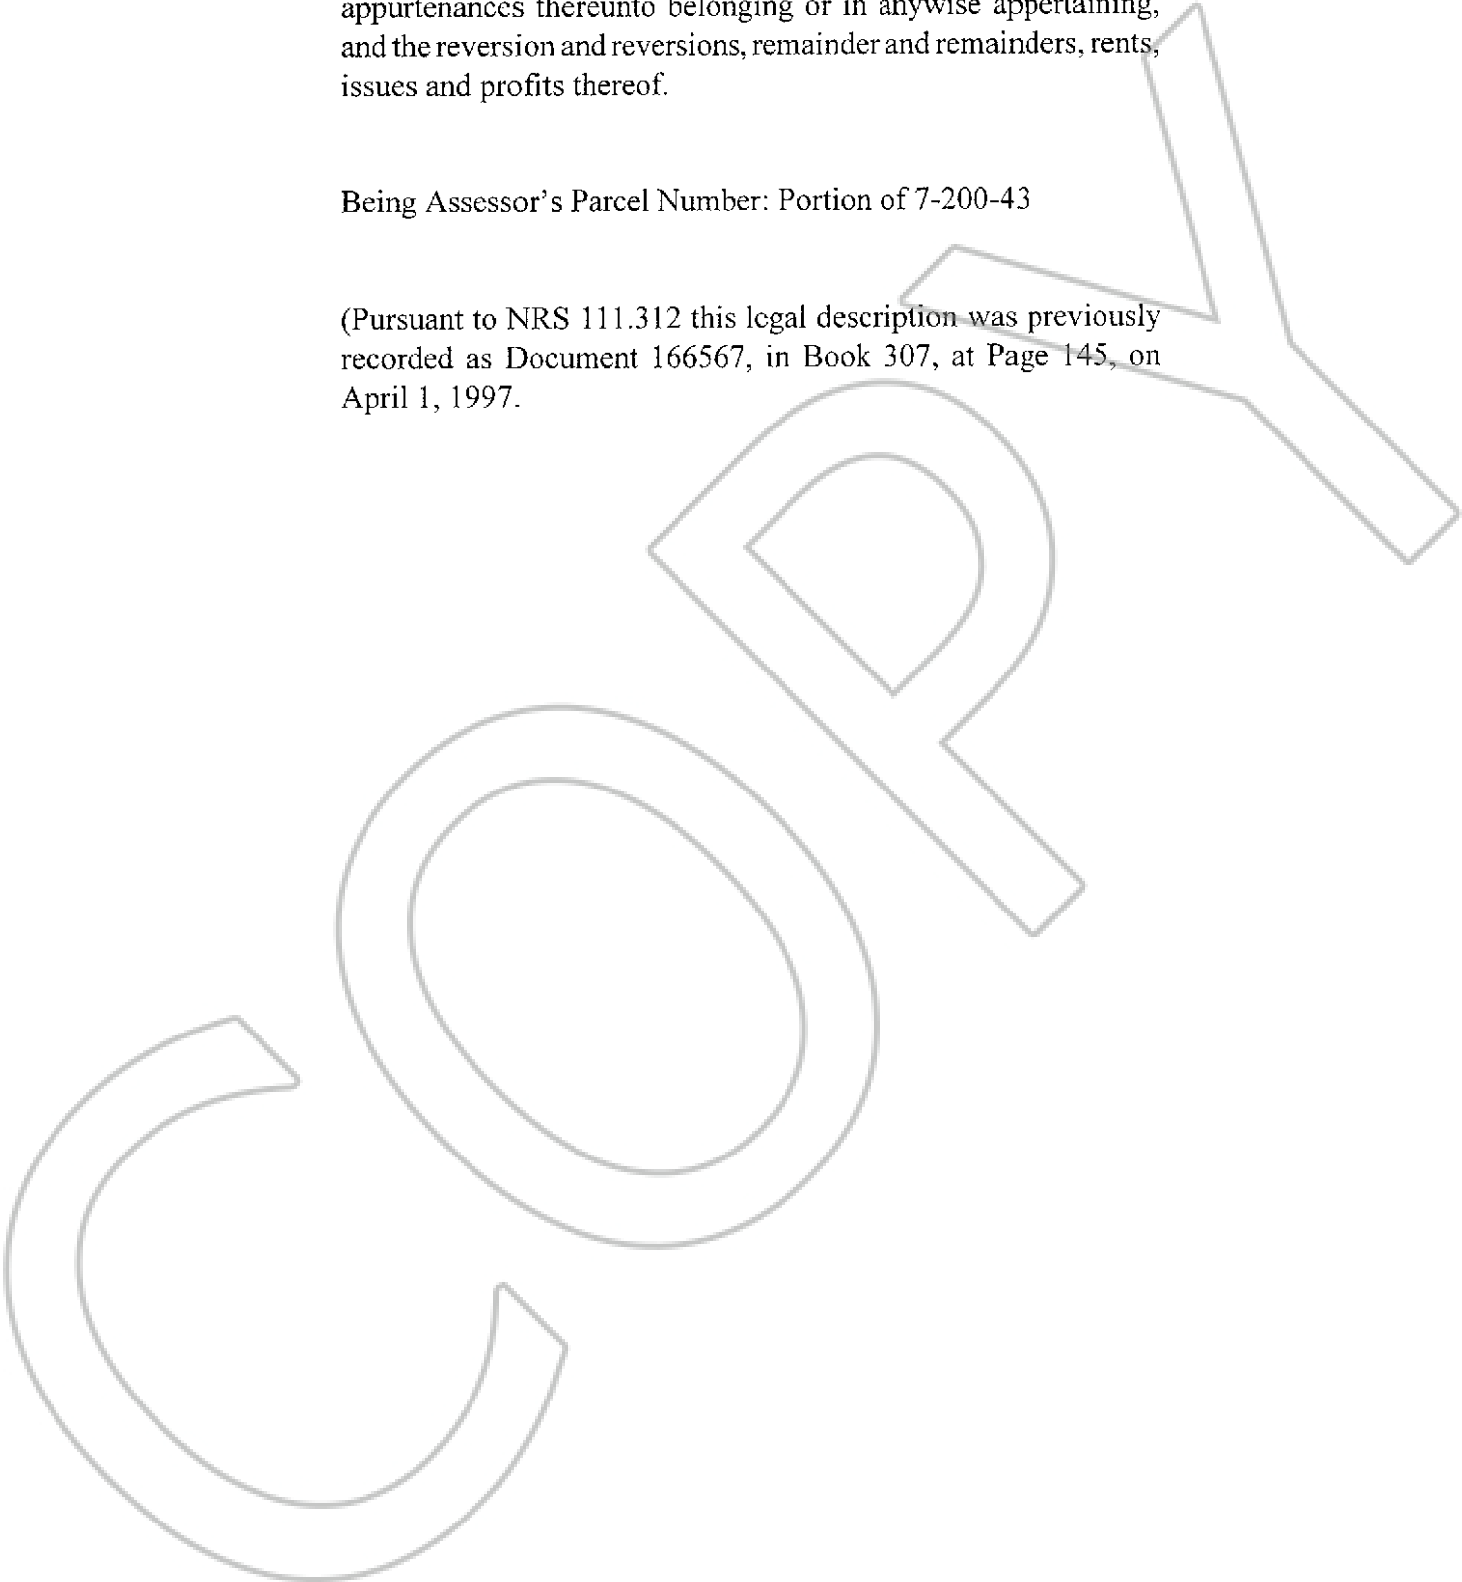 appurtenances thereunto belonging or in anywise appertaining,
and the reversion and reversions, remainder and remainders, rents,
issues and profits thereof.
Being Assessor's Parcel Number: Portion of 7-200-43
(Pursuant to NRS 111.312 this legal description was previously
recorded as Document 166567, in Book 307, at Page 145, on
April 1, 1997.
COPY